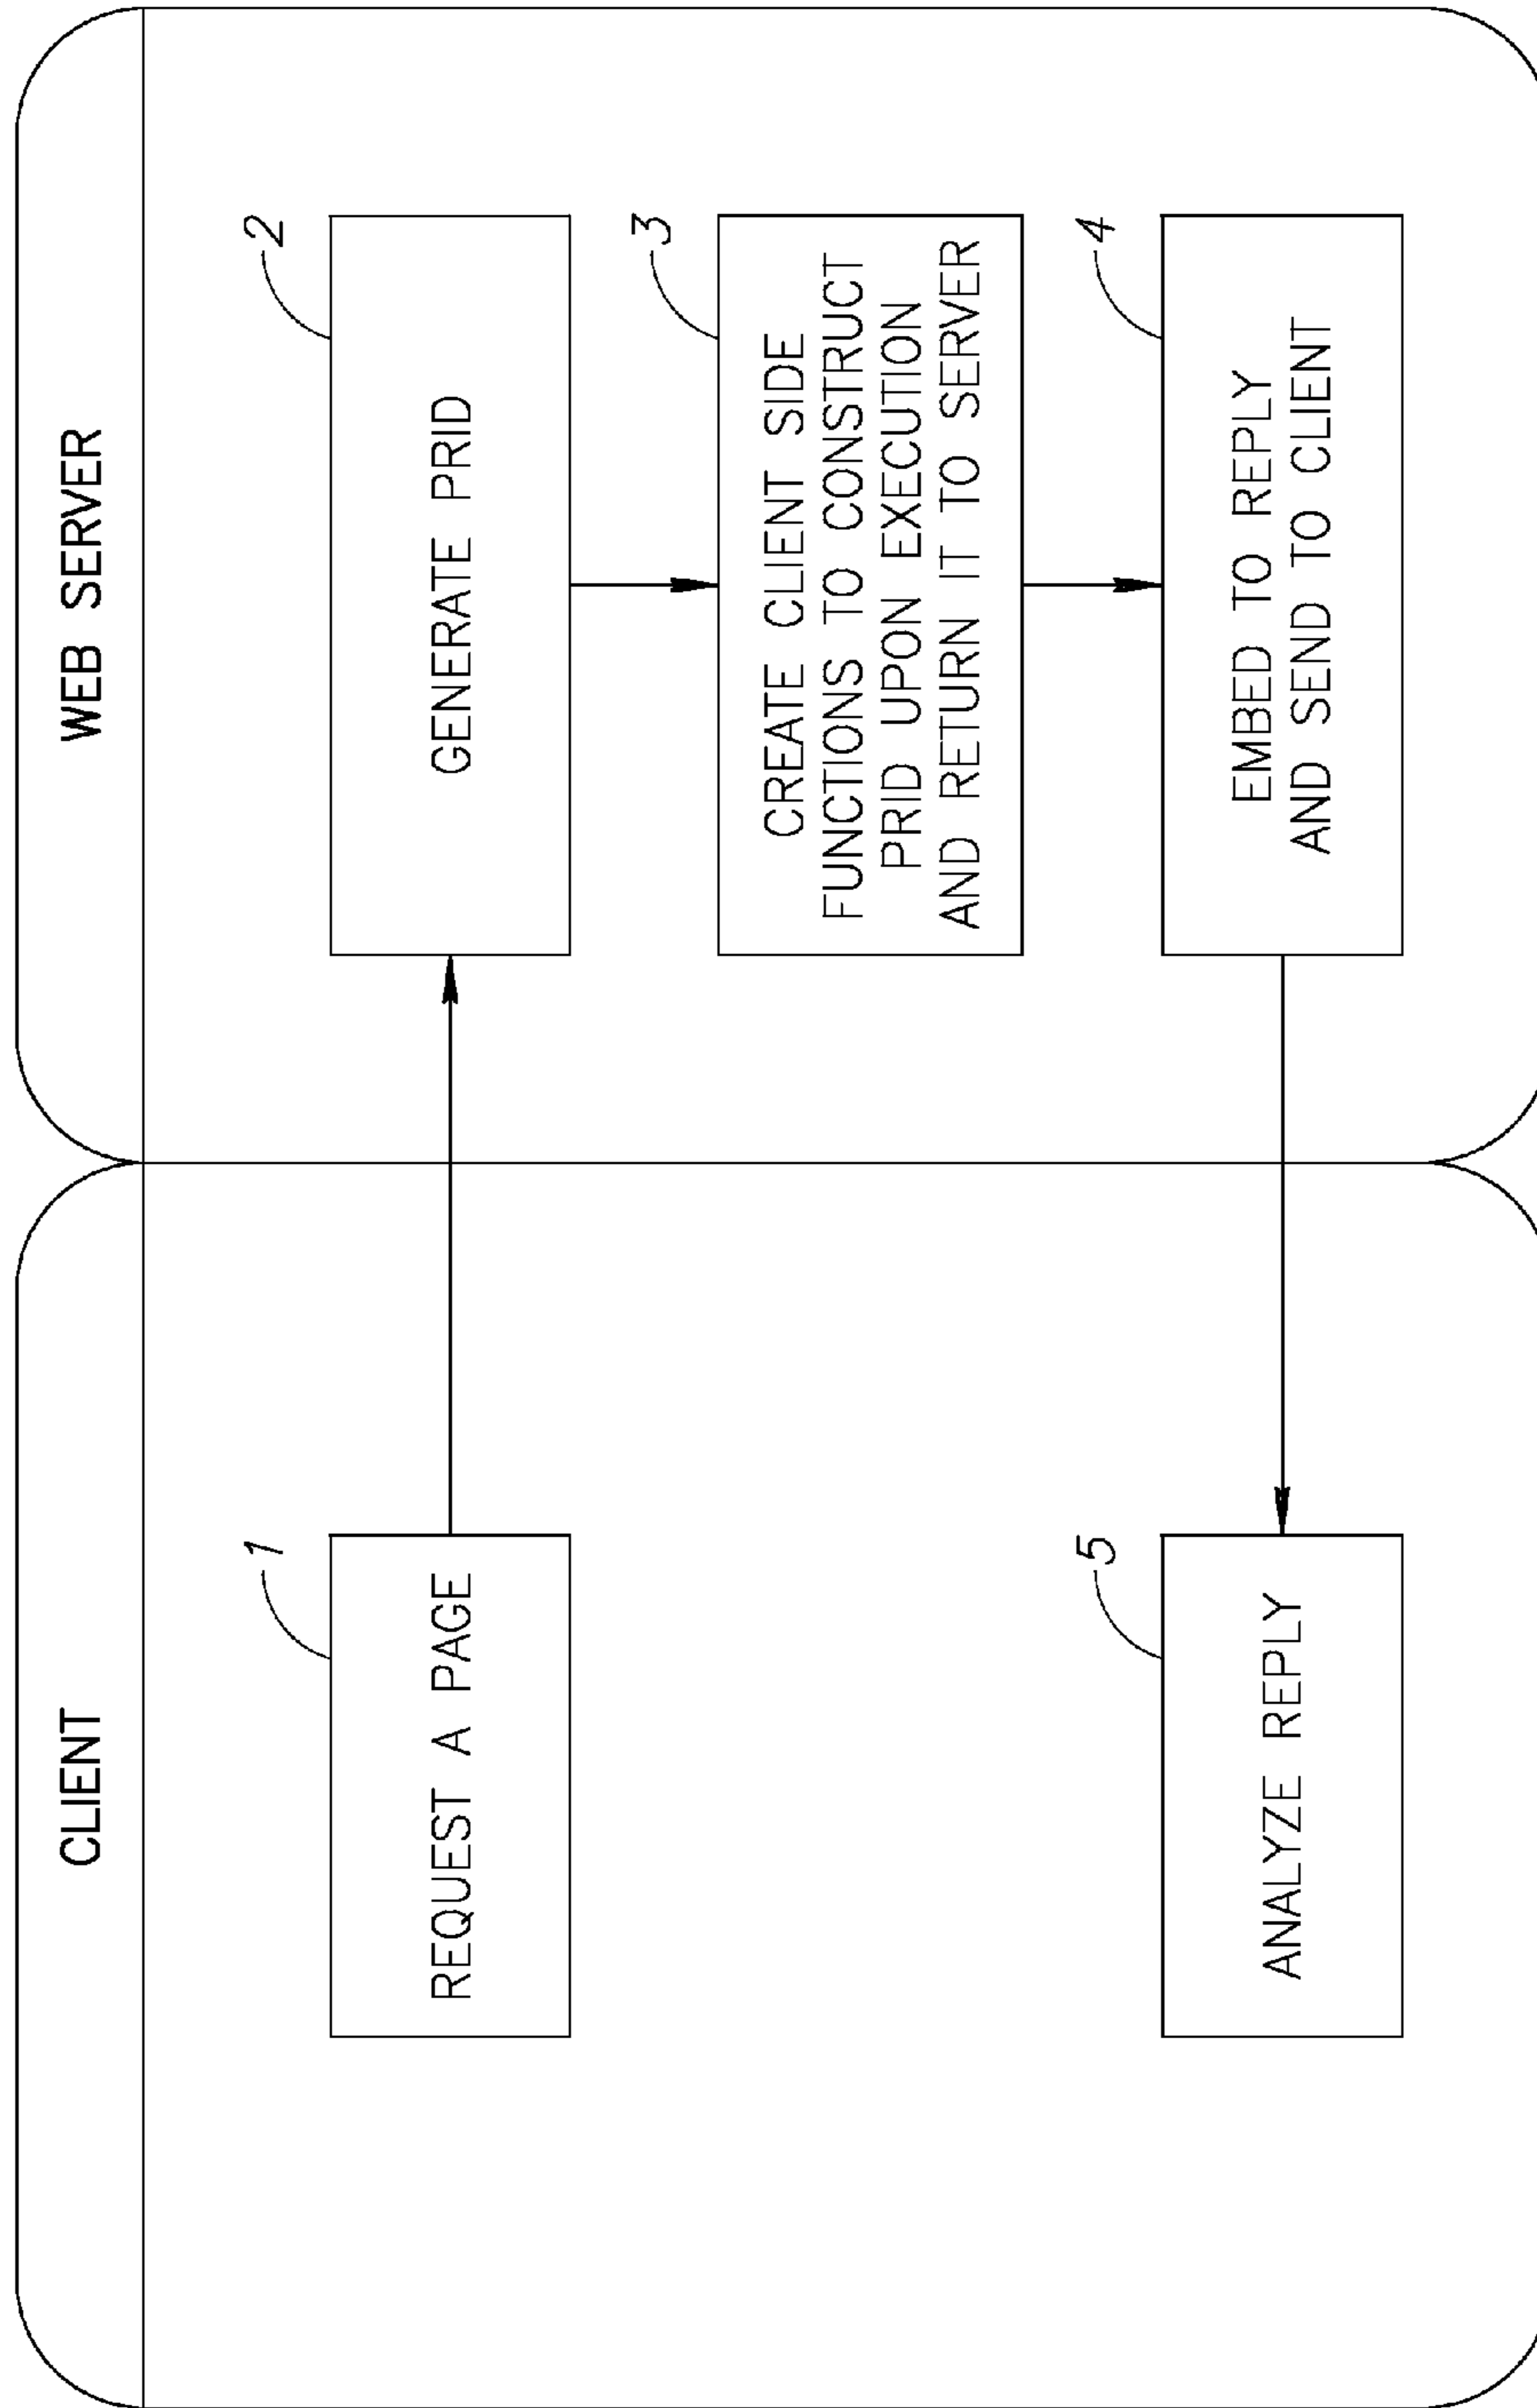 CLIENT
WEB SERVER
1
REQUEST A PAGE
2
GENERATE PRID
3
CREATE CLIENT SIDE
FUNCTIONS TO CONSTRUCT
PRID UPON EXECUTION
AND RETURN IT TO SERVER
4
EMBED TO REPLY
AND SEND TO CLIENT
5
ANALYZE REPLY